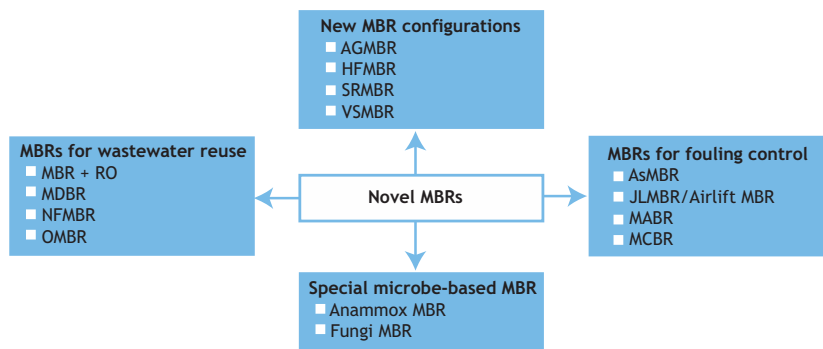 New MBR configurations
AGMBR
HFMBR
SRMBR
VSMBR
MBRs for wastewater reuse
MBR + RO
MDBR
NFMBR
OMBR
Novel MBRs
MBRs for fouling control
AsMBR
JLMBR/Airlift MBR
MABR
MCBR
Special microbe-based MBR
Anammox MBR
Fungi MBR